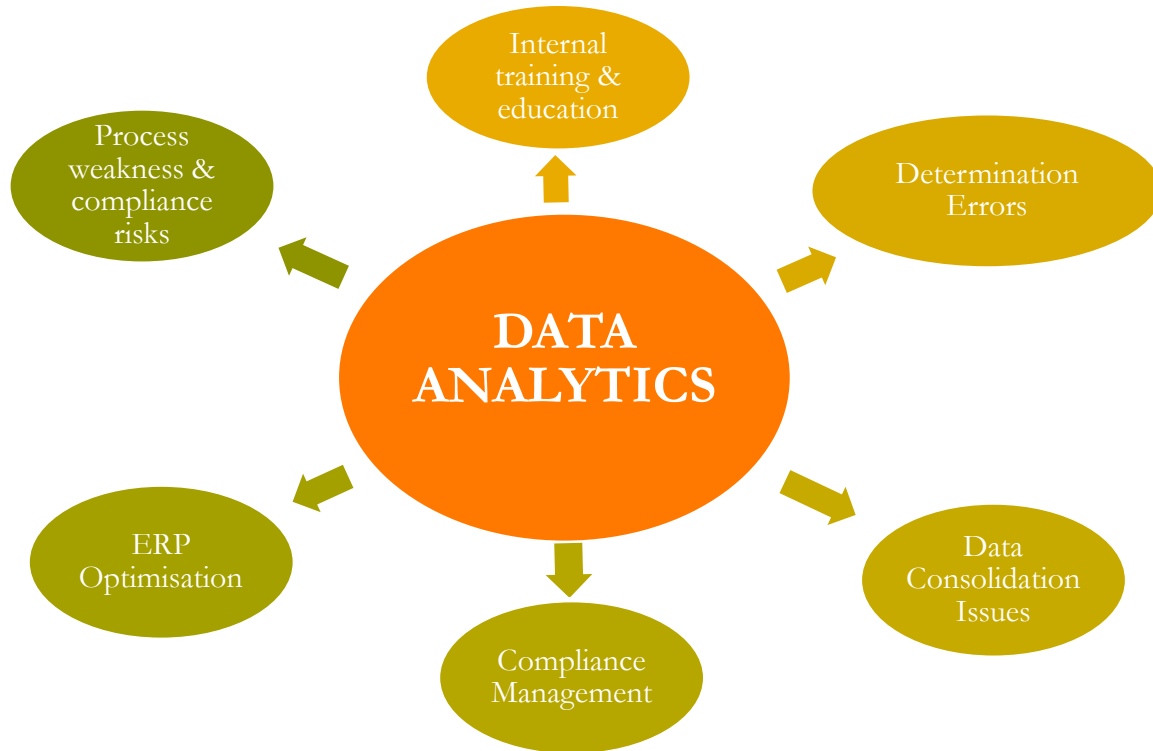 Internal
training &
education
Process
weakness &
compliance
risks
Determination
Errors
DATA
ANALYTICS
ERP
Optimisation
Data
Consolidation
Issues
Compliance
Management